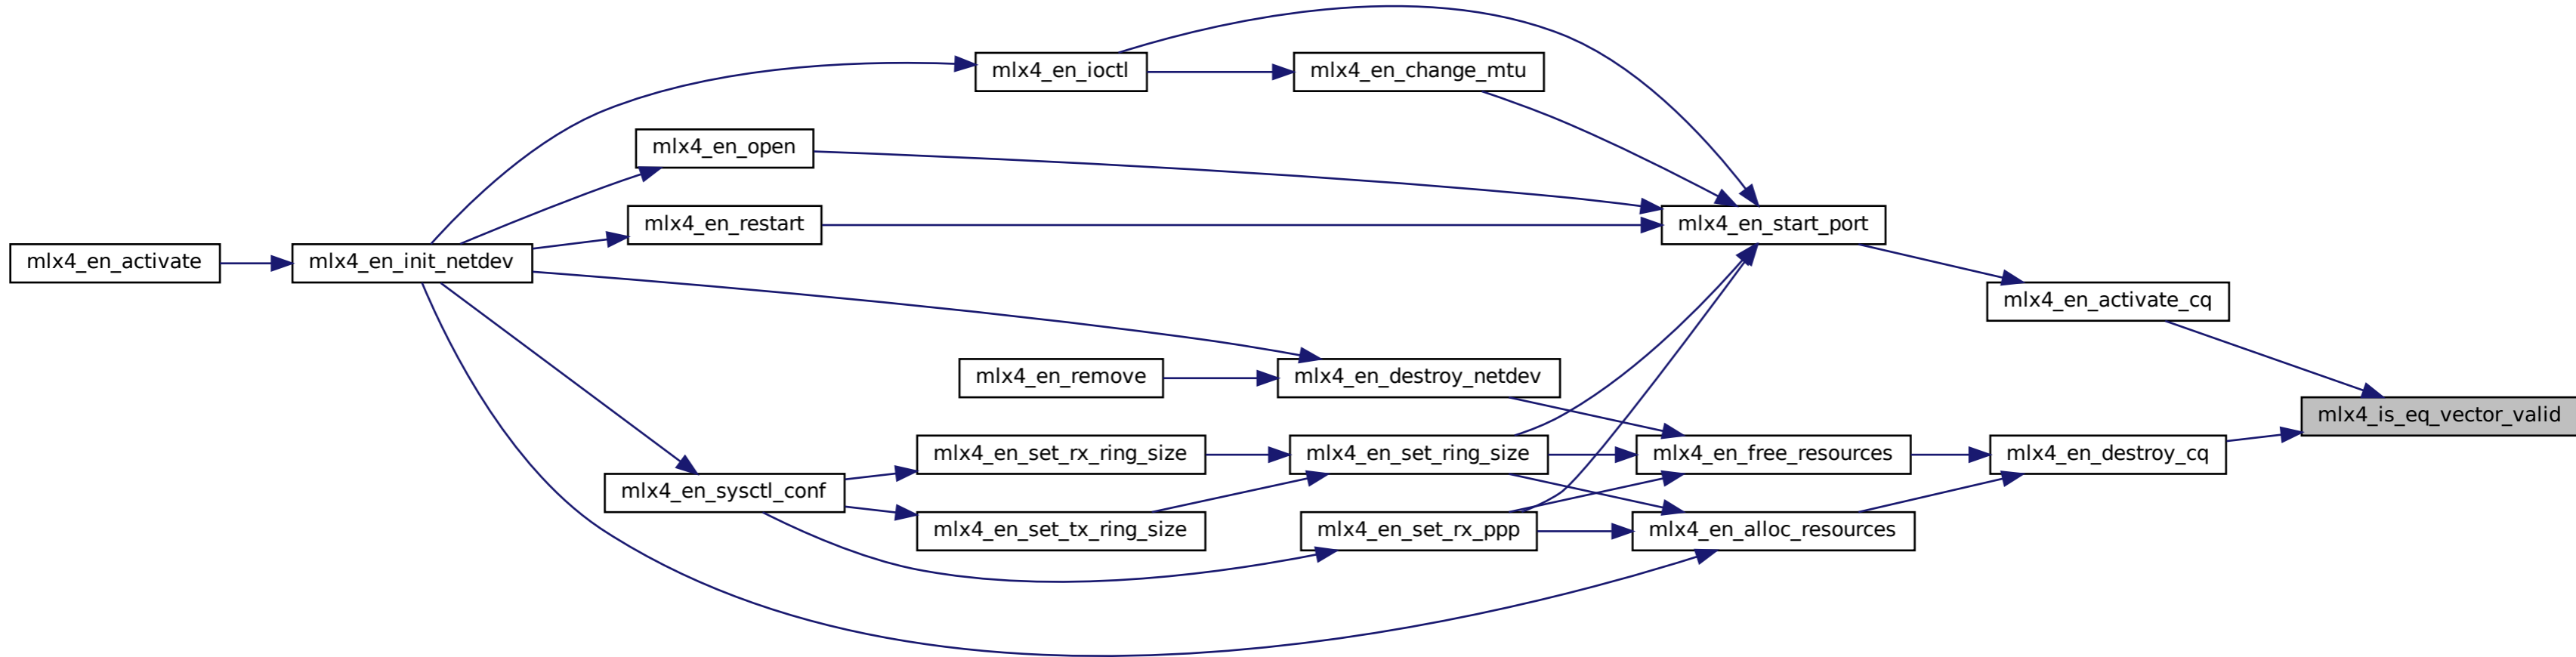 mlx4_en_ioctl
mlx4_en_change_mtu
mlx4_en_open
mlx4_en_restart
mlx4_en_start_port
mlx4_en_activate
mlx4_en_init_netdev
mlx4_en_activate_cq
mlx4_en_remove
mlx4_en_destroy_netdev
mlx4_is_eq_vector_valid
mlx4_en_set_rx_ring_size
mlx4_en_set_ring_size
mlx4_en_free_resources
mlx4_en_destroy_cq
mlx4_en_sysctl_conf
mlx4_en_set_tx_ring_size
mlx4_en_set_rx_ppp
mlx4_en_alloc_resources